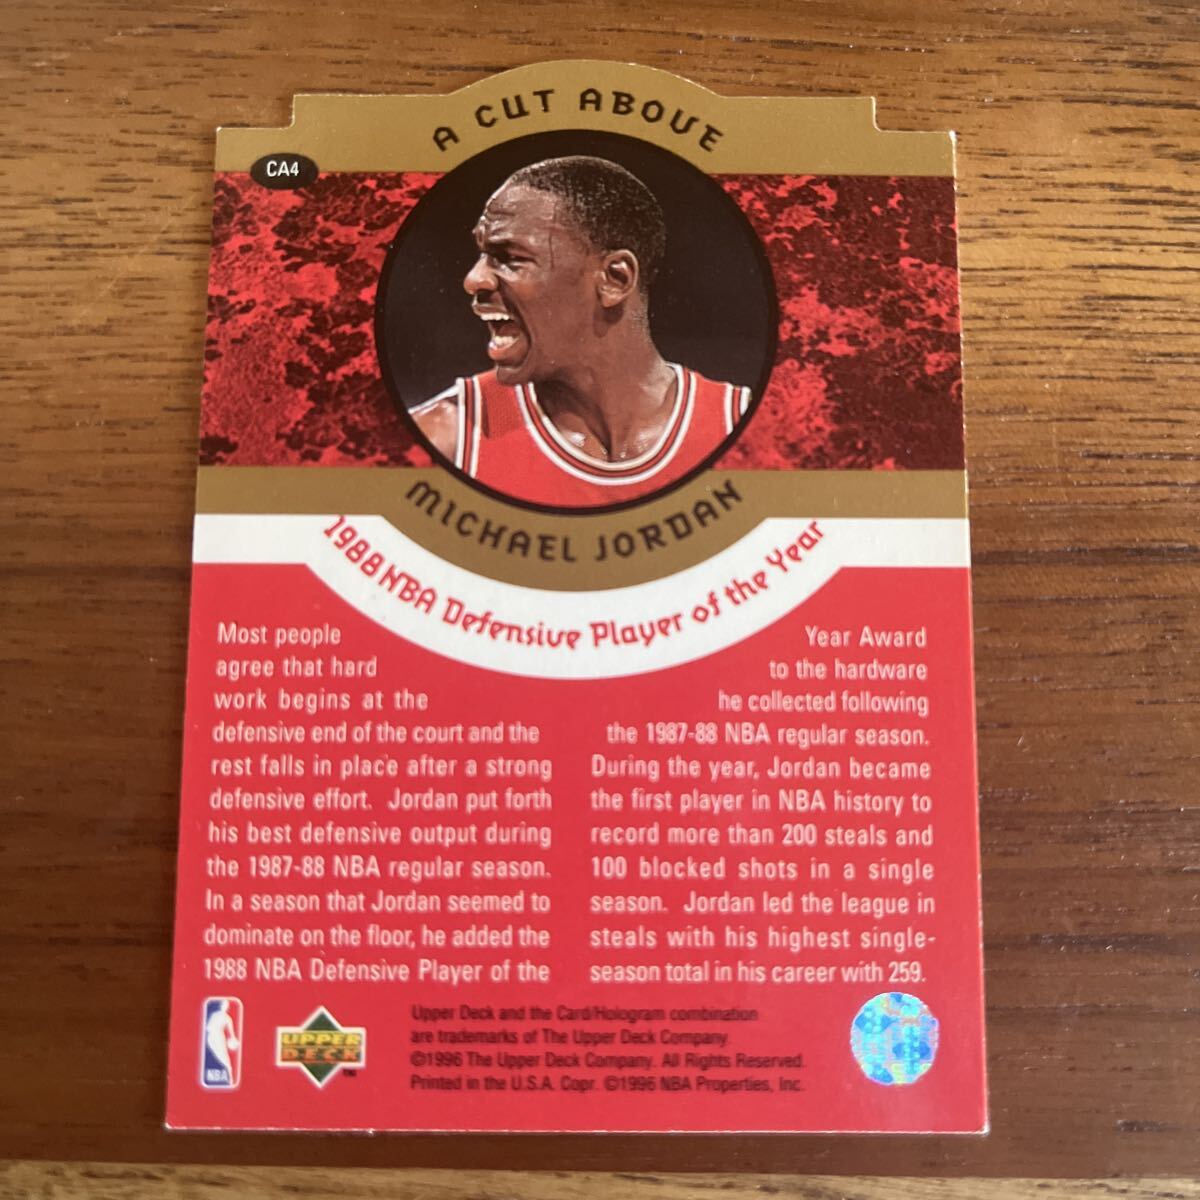 A CUT ABOVE
CA4
MICHAEL JORDAN
1988 NBA Defensive Player of the Year
Most people
agree that hard
work begins at the
defensive end of the court and the
rest falls in place after a strong
defensive effort. Jordan put forth
his best defensive output during
the 1987-88 NBA regular season.
In a season that Jordan seemed to
dominate on the floor, he added the
1988 NBA Defensive Player of the
Year Award
to the hardware
he collected following
the 1987-88 NBA regular season.
During the year, Jordan became
the first player in NBA history to
record more than 200 steals and
100 blocked shots in a single
season. Jordan led the league in
steals with his highest single-
season total in his career with 259.
NBA
UPPER
DECK
TM
Upper Deck and the Card/Hologram combination
are trademarks of The Upper Deck Company.
©1996 The Upper Deck Company. All Rights Reserved.
Printed in the U.S.A. Copr. ©1996 NBA Properties, Inc.